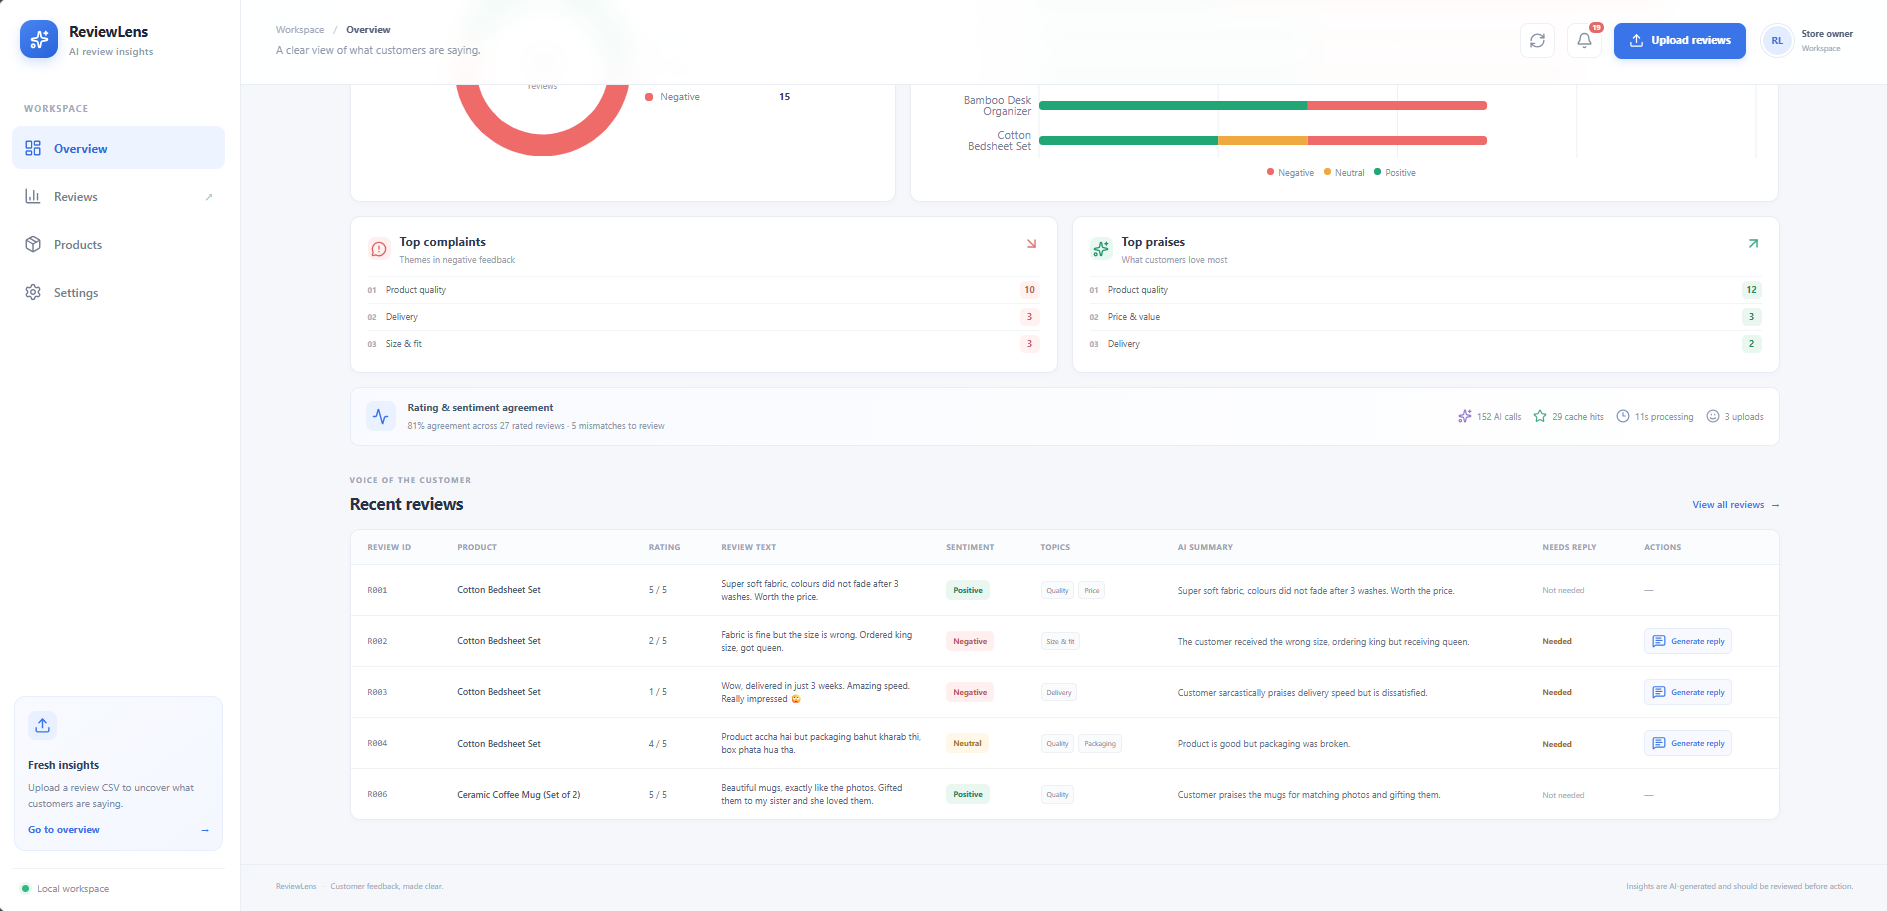 ReviewLens
AI review insights
WORKSPACE
Overview
Reviews
Products
Settings
Fresh insights
Upload a review CSV to uncover what
customers are saying.
Go to overview →
Local workspace
Workspace / Overview
A clear view of what customers are saying.
19
Upload reviews
RL
Store owner
Workspace
reviews
Negative 15
Bamboo Desk
Organizer
Cotton
Bedsheet Set
Negative Neutral Positive
Top complaints
Themes in negative feedback
01 Product quality 10
02 Delivery 3
03 Size & fit 3
Top praises
What customers love most
01 Product quality 12
02 Price & value 3
03 Delivery 2
Rating & sentiment agreement
81% agreement across 27 rated reviews · 5 mismatches to review
152 AI calls 29 cache hits 11s processing 3 uploads
VOICE OF THE CUSTOMER
Recent reviews
View all reviews →
REVIEW ID PRODUCT RATING REVIEW TEXT SENTIMENT TOPICS AI SUMMARY NEEDS REPLY ACTIONS
R001 Cotton Bedsheet Set 5 / 5 Super soft fabric, colours did not fade after 3
washes. Worth the price. Positive Quality Price Super soft fabric, colours did not fade after 3 washes. Worth the price. Not needed —
R002 Cotton Bedsheet Set 2 / 5 Fabric is fine but the size is wrong. Ordered king
size, got queen. Negative Size & fit The customer received the wrong size, ordering king but receiving queen. Needed Generate reply
R003 Cotton Bedsheet Set 1 / 5 Wow, delivered in just 3 weeks. Amazing speed.
Really impressed 🙄 Negative Delivery Customer sarcastically praises delivery speed but is dissatisfied. Needed Generate reply
R004 Cotton Bedsheet Set 4 / 5 Product accha hai but packaging bahut kharab thi,
box phata hua tha. Neutral Quality Packaging Product is good but packaging was broken. Needed Generate reply
R006 Ceramic Coffee Mug (Set of 2) 5 / 5 Beautiful mugs, exactly like the photos. Gifted
them to my sister and she loved them. Positive Quality Customer praises the mugs for matching photos and gifting them. Not needed —
ReviewLens · Customer feedback, made clear.
Insights are AI-generated and should be reviewed before action.